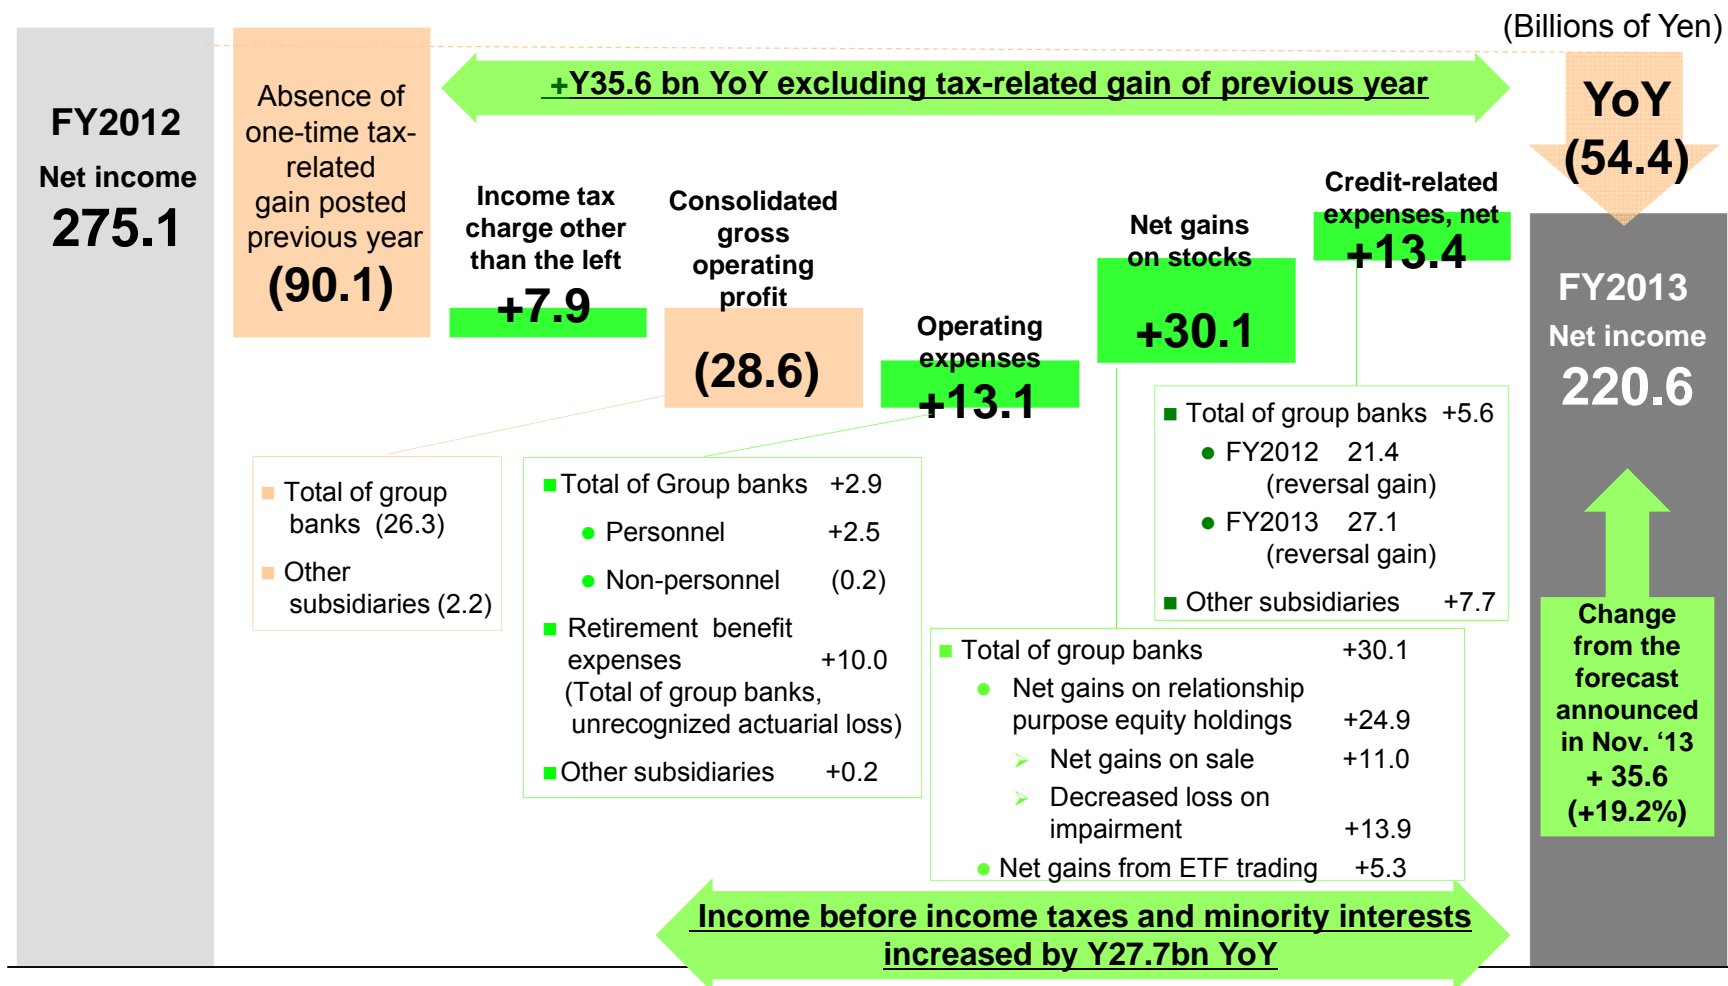 (Billions of Yen)
FY2012
Net income
275.1
Absence of
one-time tax-
related
gain posted
previous year
(90.1)
+Y35.6 bn YoY excluding tax-related gain of previous year
YoY
(54.4)
Income tax
charge other
than the left
+7.9
Consolidated
gross
operating
profit
(28.6)
Operating
expenses
+13.1
Net gains
on stocks
+30.1
Credit-related
expenses, net
+13.4
FY2013
Net income
220.6
Total of group
banks (26.3)
Other
subsidiaries (2.2)
Total of Group banks +2.9
Personnel +2.5
Non-personnel (0.2)
Retirement benefit
expenses +10.0
(Total of group banks,
unrecognized actuarial loss)
Other subsidiaries +0.2
Total of group banks +5.6
FY2012 21.4
(reversal gain)
FY2013 27.1
(reversal gain)
Other subsidiaries +7.7
Total of group banks +30.1
Net gains on relationship
purpose equity holdings +24.9
Net gains on sale +11.0
Decreased loss on
impairment +13.9
Net gains from ETF trading +5.3
Change
from the
forecast
announced
in Nov. ‘13
+ 35.6
(+19.2%)
Income before income taxes and minority interests
increased by Y27.7bn YoY